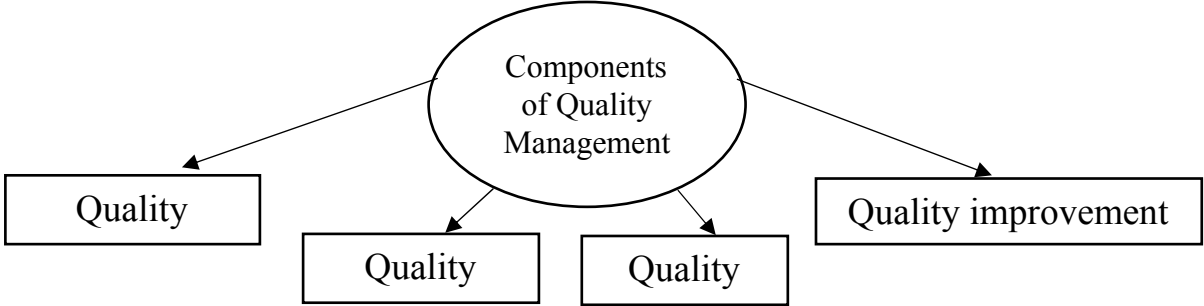 Components
of Quality
Management
Quality
Quality
Quality
Quality improvement